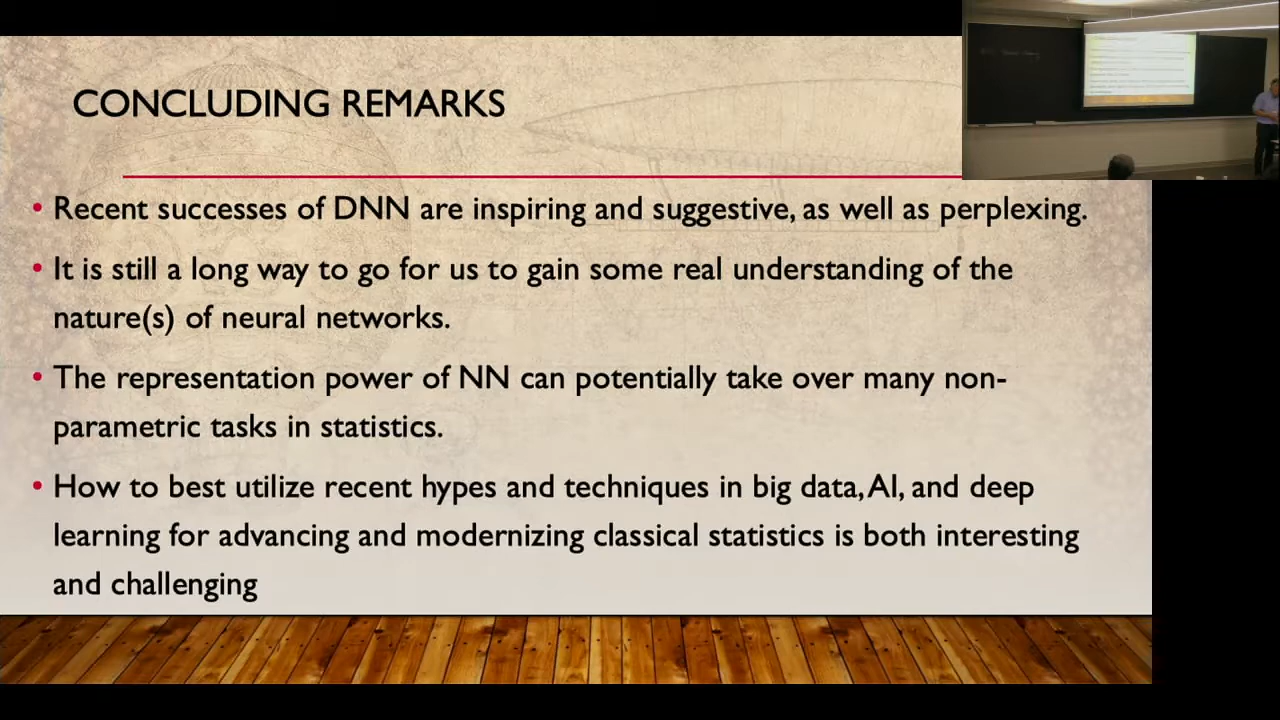 CONCLUDING REMARKS
• Recent successes of DNN are inspiring and suggestive, as well as perplexing.
• It is still a long way to go for us to gain some real understanding of the
nature(s) of neural networks.
• The representation power of NN can potentially take over many non-
parametric tasks in statistics.
• How to best utilize recent hypes and techniques in big data, AI, and deep
learning for advancing and modernizing classical statistics is both interesting
and challenging